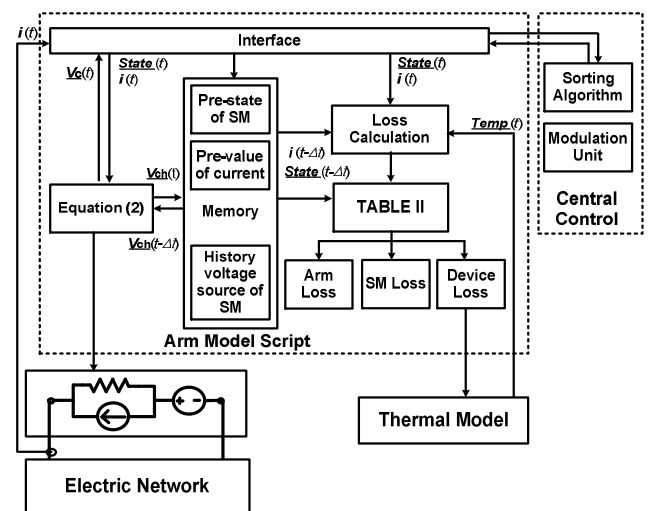 i(t)
Interface
Vc(t)
State(t)
i(t)
State(t)
i(t)
Sorting
Algorithm
Pre-state
of SM
Loss
Calculation
Temp(t)
Modulation
Unit
Pre-value
of current
i(t-Δt)
State(t-Δt)
Vch(t)
Equation (2)
Memory
TABLE II
Central
Control
Vch(t-Δt)
History
voltage
source of
SM
Arm
Loss
SM Loss
Device
Loss
Arm Model Script
Thermal Model
Electric Network